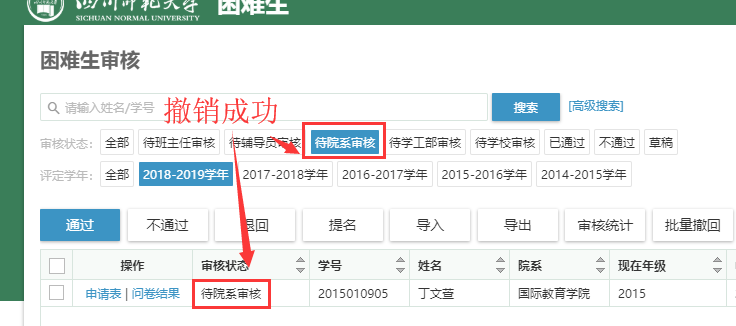 四川师范大学 困难生
SICHUAN NORMAL UNIVERSITY
困难生审核
请输入姓名/学号 搜索 [高级搜索]
撤销成功
审核状态: 全部 待班主任审核 待辅导员审核 待院系审核 待学工部审核 待学校审核 已通过 不通过 草稿
评定学年: 全部 2018-2019学年 2017-2018学年 2016-2017学年 2015-2016学年 2014-2015学年
通过 不通过 退回 提名 导入 导出 审核统计 批量撤回
操作 审核状态 学号 姓名 院系 现在年级
申请表 | 问卷结果 待院系审核 2015010905 丁文萱 国际教育学院 2015